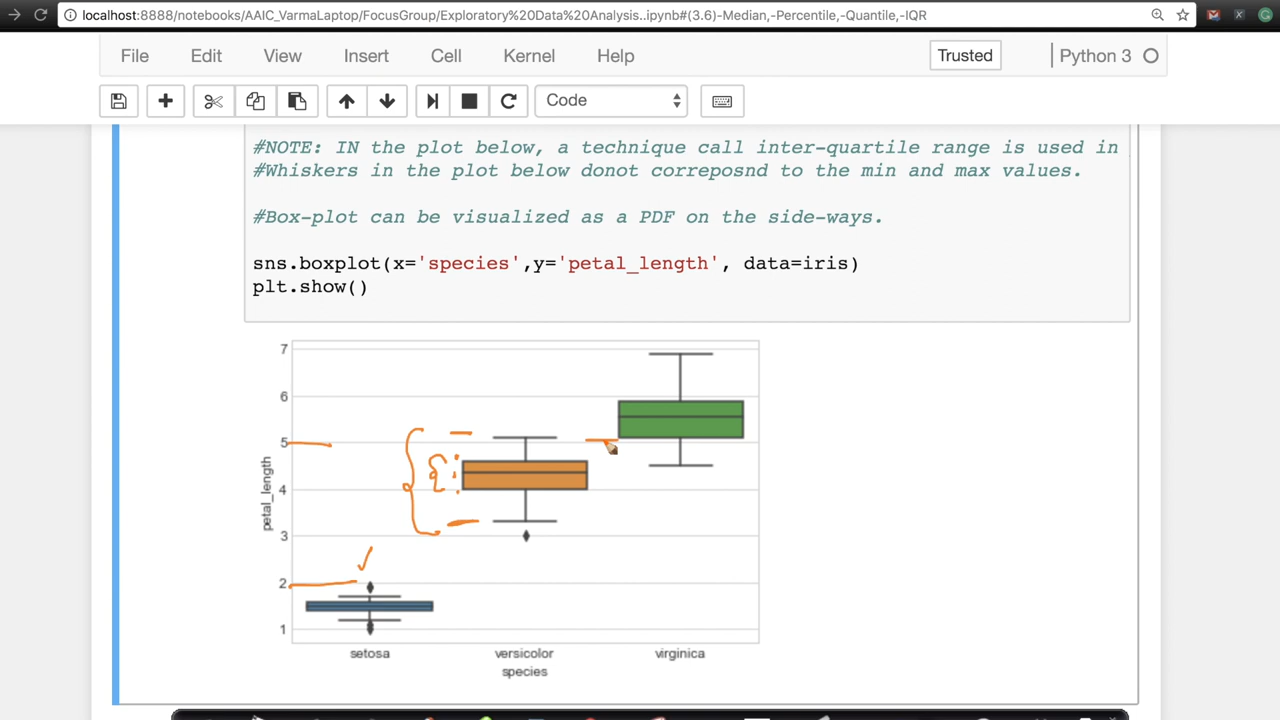 localhost:8888/notebooks/AAIC_VarmaLaptop/FocusGroup/Exploratory%20Data%20Analysis..ipynb#(3.6)-Median,-Percentile,-Quantile,-IQR
File Edit View Insert Cell Kernel Help Trusted Python 3
Code
#NOTE: IN the plot below, a technique call inter-quartile range is used in
#Whiskers in the plot below donot correposnd to the min and max values.
#Box-plot can be visualized as a PDF on the side-ways.
sns.boxplot(x='species',y='petal_length', data=iris)
plt.show()
7
6
5
4
3
2
1
petal_length
setosa versicolor virginica
species